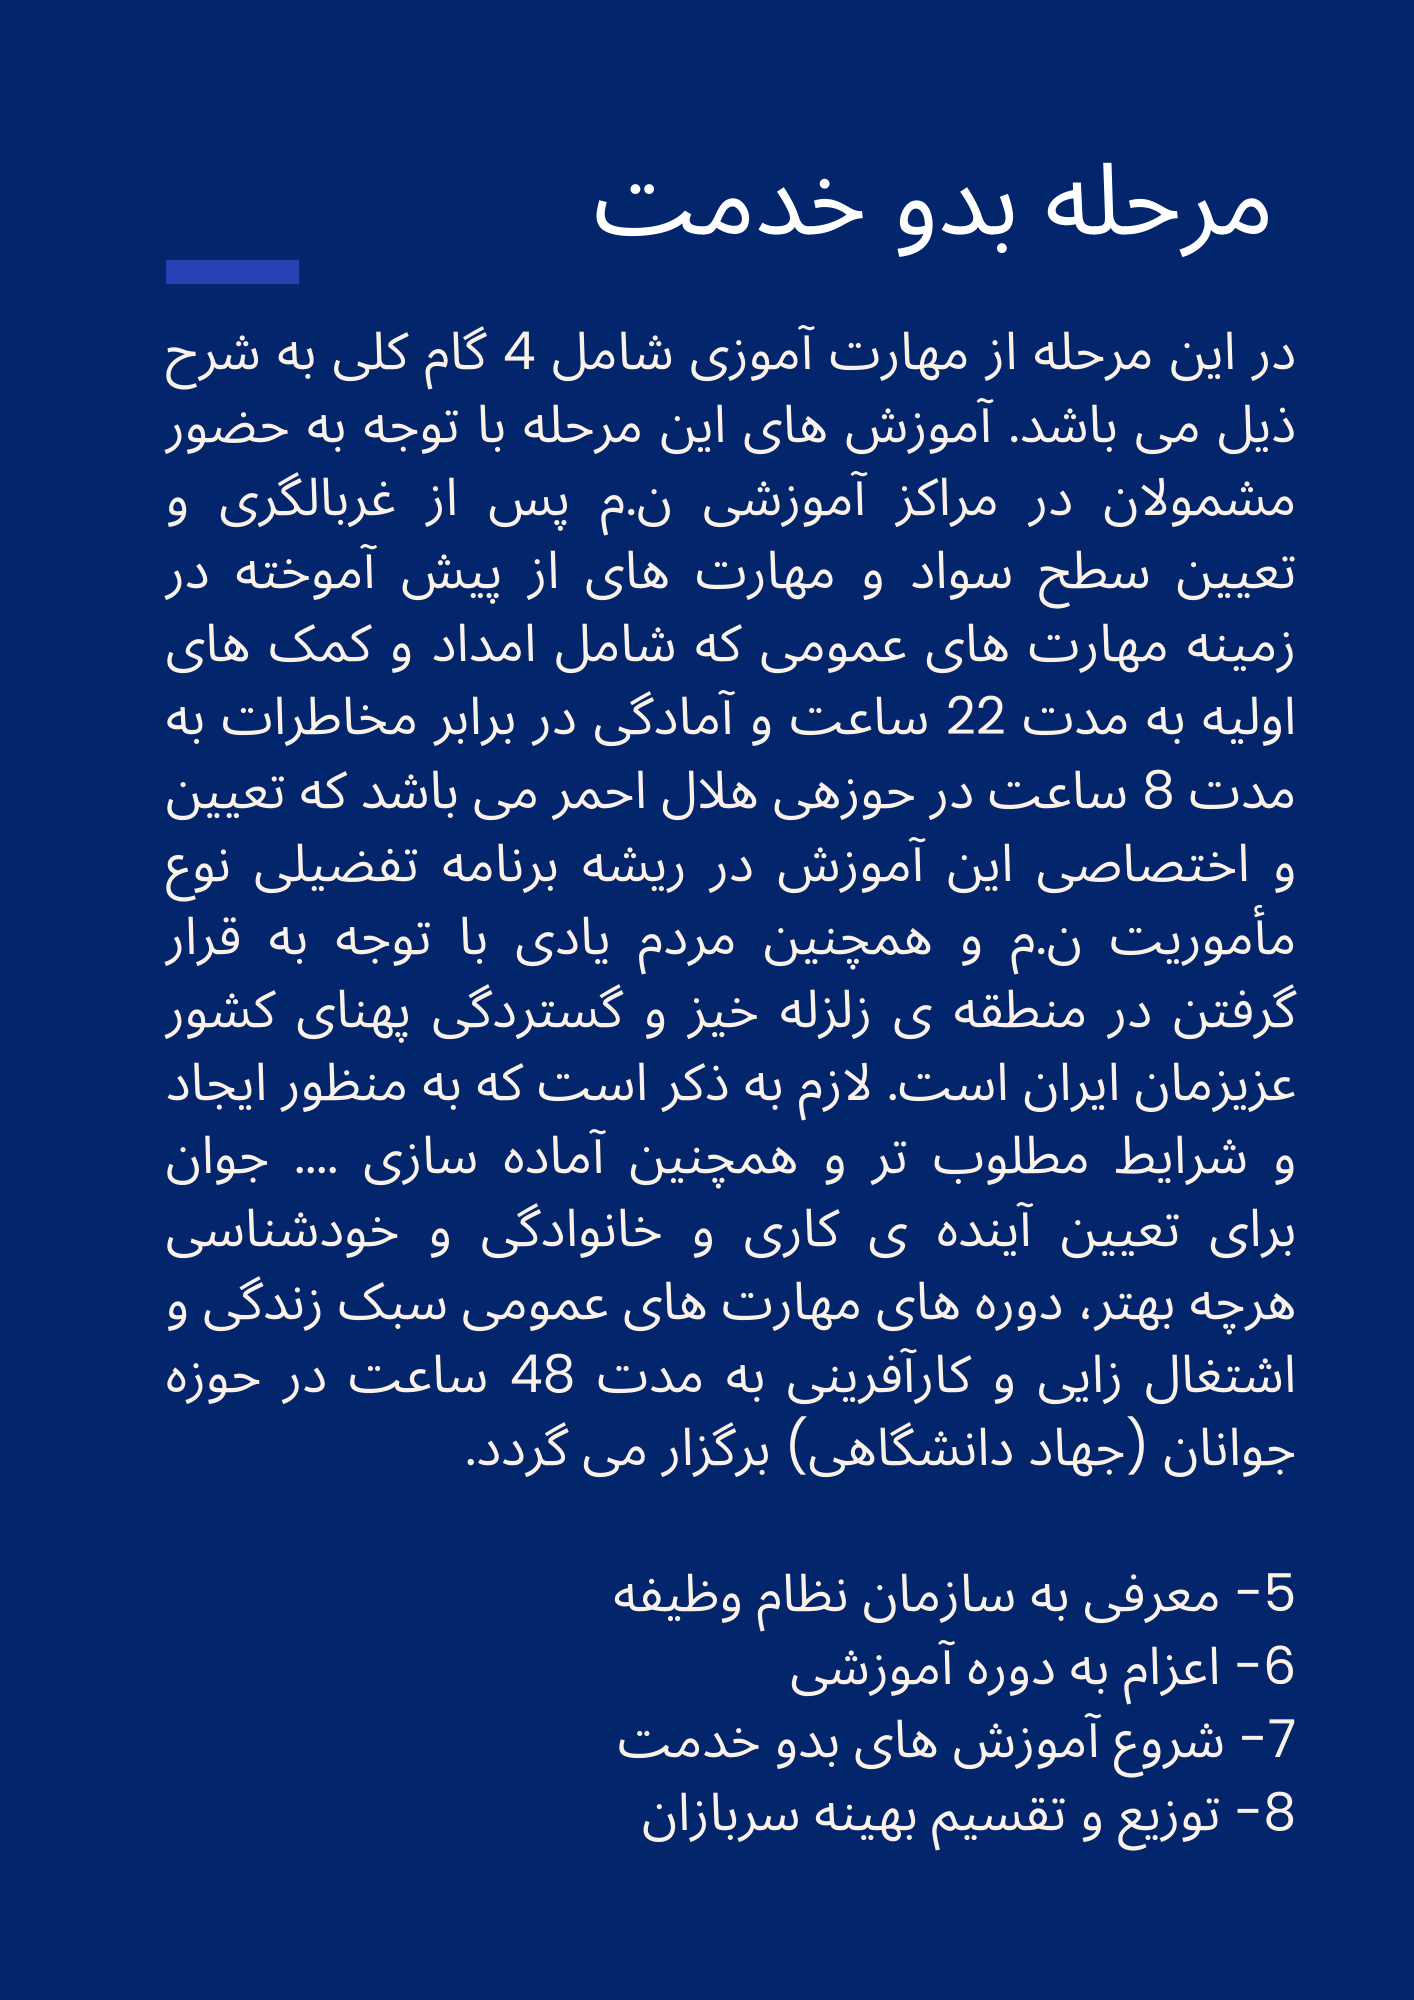 مرحله بدو خدمت
در این مرحله از مهارت آموزی شامل 4 گام کلی به شرح
ذیل می باشد. آموزش های این مرحله با توجه به حضور
مشمولان در مراکز آموزشی ن.م پس از غربالگری و
تعیین سطح سواد و مهارت های از پیش آموخته در
زمینه مهارت های عمومی که شامل امداد و کمک های
اولیه به مدت 22 ساعت و آمادگی در برابر مخاطرات به
مدت 8 ساعت در حوزهی هلال احمر می باشد که تعیین
و اختصاصی این آموزش در ریشه برنامه تفضیلی نوع
مأموریت ن.م و همچنین مردم یادی با توجه به قرار
گرفتن در منطقه ی زلزله خیز و گستردگی پهنای کشور
عزیزمان ایران است. لازم به ذکر است که به منظور ایجاد
و شرایط مطلوب تر و همچنین آماده سازی .... جوان
برای تعیین آینده ی کاری و خانوادگی و خودشناسی
هرچه بهتر، دوره های مهارت های عمومی سبک زندگی و
اشتغال زایی و کارآفرینی به مدت 48 ساعت در حوزه
جوانان (جهاد دانشگاهی) برگزار می گردد.
5- معرفی به سازمان نظام وظیفه
6- اعزام به دوره آموزشی
7- شروع آموزش های بدو خدمت
8- توزیع و تقسیم بهینه سربازان